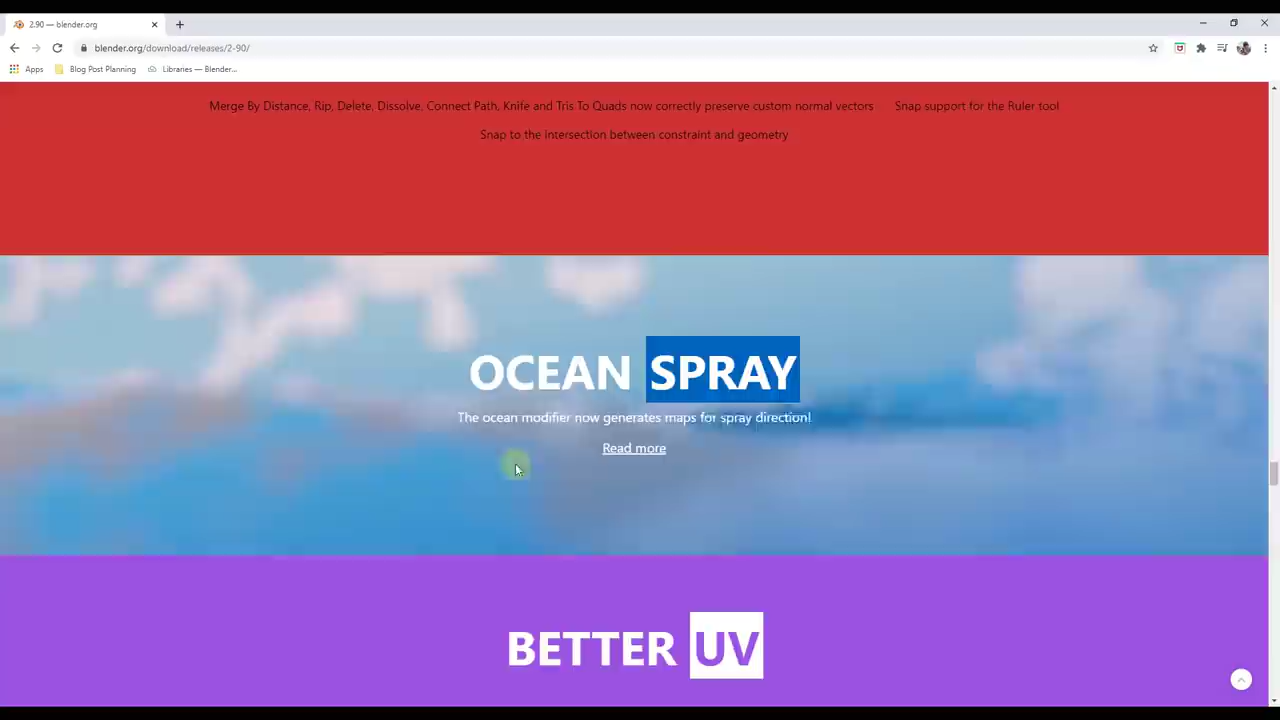 2.90 — blender.org
blender.org/download/releases/2-90/
Apps
Blog Post Planning
Libraries — Blender...
Merge By Distance, Rip, Delete, Dissolve, Connect Path, Knife and Tris To Quads now correctly preserve custom normal vectors
Snap support for the Ruler tool
Snap to the intersection between constraint and geometry
OCEAN SPRAY
The ocean modifier now generates maps for spray direction!
Read more
BETTER UV